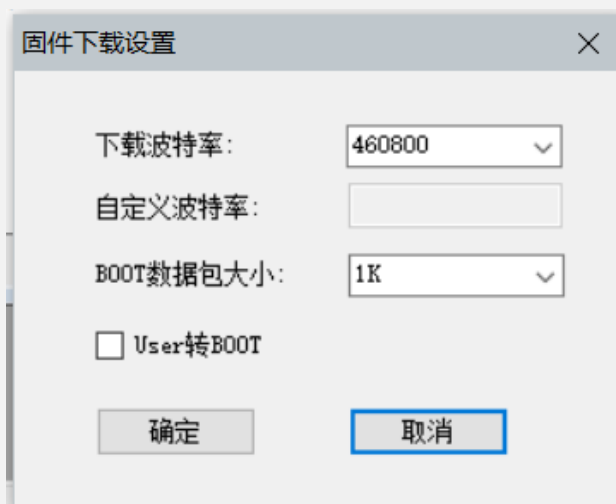 固件下载设置
下载波特率: 460800
自定义波特率:
BOOT数据包大小: 1K
User转BOOT
确定 取消